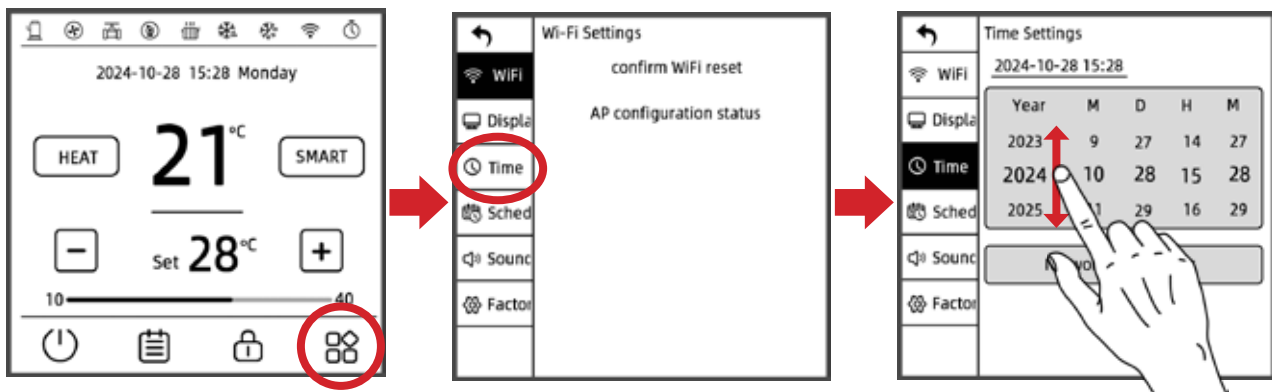 2024-10-28 15:28 Monday
HEAT
21°C
SMART
Set 28°C
10
40
Wi-Fi Settings
WiFi
confirm WiFi reset
Displa
AP configuration status
Time
Sched
Sounc
Factor
Time Settings
WiFi
2024-10-28 15:28
Displa
Year M D H M
2023 9 27 14 27
Time
2024 10 28 15 28
Sched
2025 29 16 29
Sounc
Factor